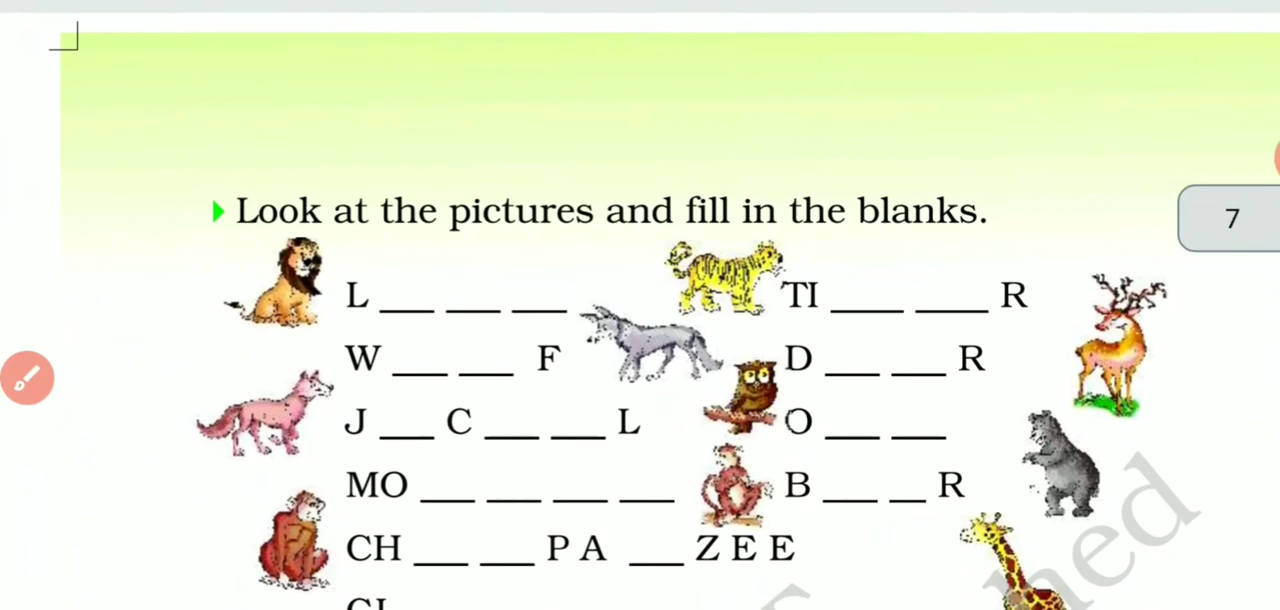 Look at the pictures and fill in the blanks.
7
L ___ ___ ___ TI ___ ___ R
W ___ ___ F D ___ ___ R
J ___ C ___ ___ L O ___ ___
MO ___ ___ ___ ___ B ___ ___ R
CH ___ ___ P A ___ Z E E